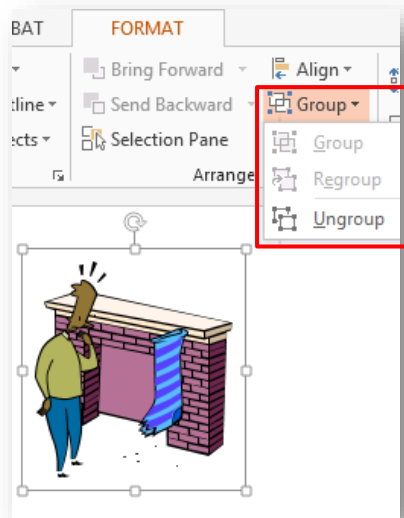 BAT FORMAT
Bring Forward Align
tline Send Backward Group
ects Selection Pane
Arrange
Group
Regroup
Ungroup